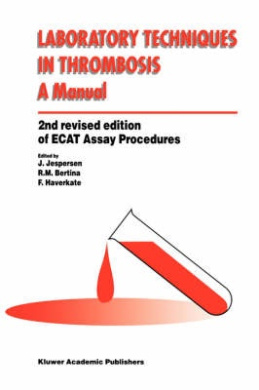 LABORATORY TECHNIQUES
IN THROMBOSIS
A Manual
2nd revised edition
of ECAT Assay Procedures
Edited by
J. Jespersen
R.M. Bertina
F. Haverkate
Kluwer Academic Publishers